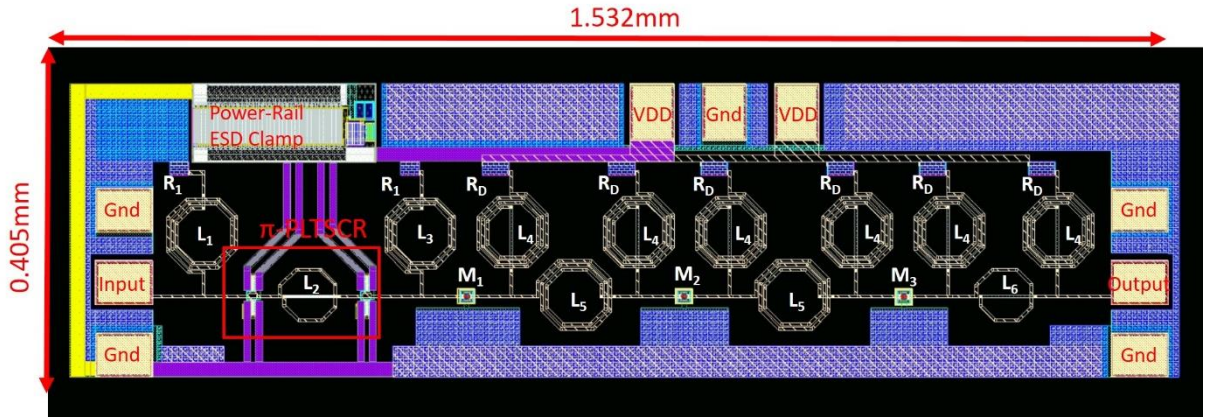 1.532mm
0.405mm
Power-Rail
ESD Clamp
VDD
Gnd
VDD
R1
R1
RD
RD
RD
RD
RD
RD
Gnd
Gnd
π-PLTSCR
L1
L3
L4
L4
L4
L4
L4
L4
Input
L2
M1
L5
M2
L5
M3
L6
Output
Gnd
Gnd